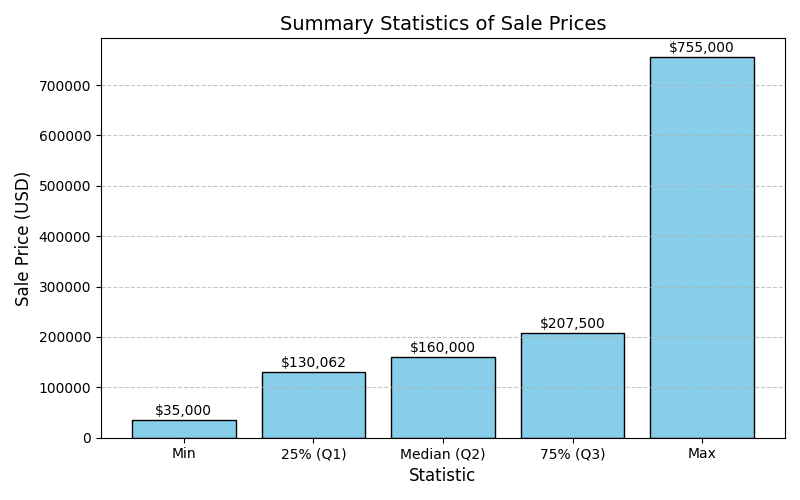 Summary Statistics of Sale Prices
$755,000
700000
600000
500000
400000
300000
$207,500
200000
$160,000
$130,062
100000
$35,000
0
Sale Price (USD)
Min
25% (Q1)
Median (Q2)
75% (Q3)
Max
Statistic